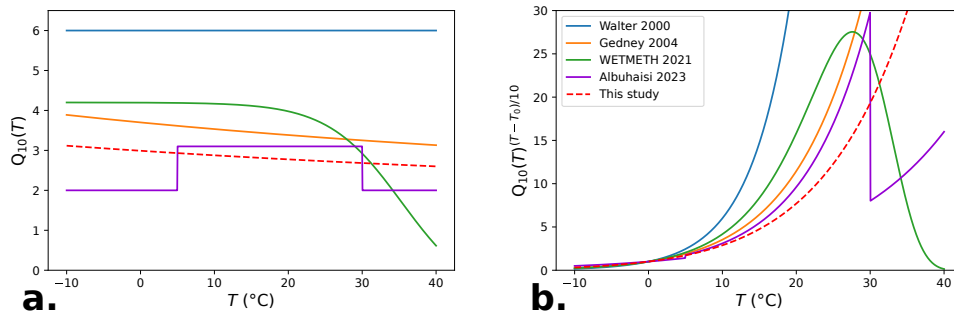 Q₁₀(T)
6
5
4
3
2
1
0
−10 0 10 20 30 40
T (°C)
a.
Q₁₀(T)^(T−T₀)/10
30
25
20
15
10
5
0
Walter 2000
Gedney 2004
WETMETH 2021
Albuhaisi 2023
This study
−10 0 10 20 30 40
T (°C)
b.